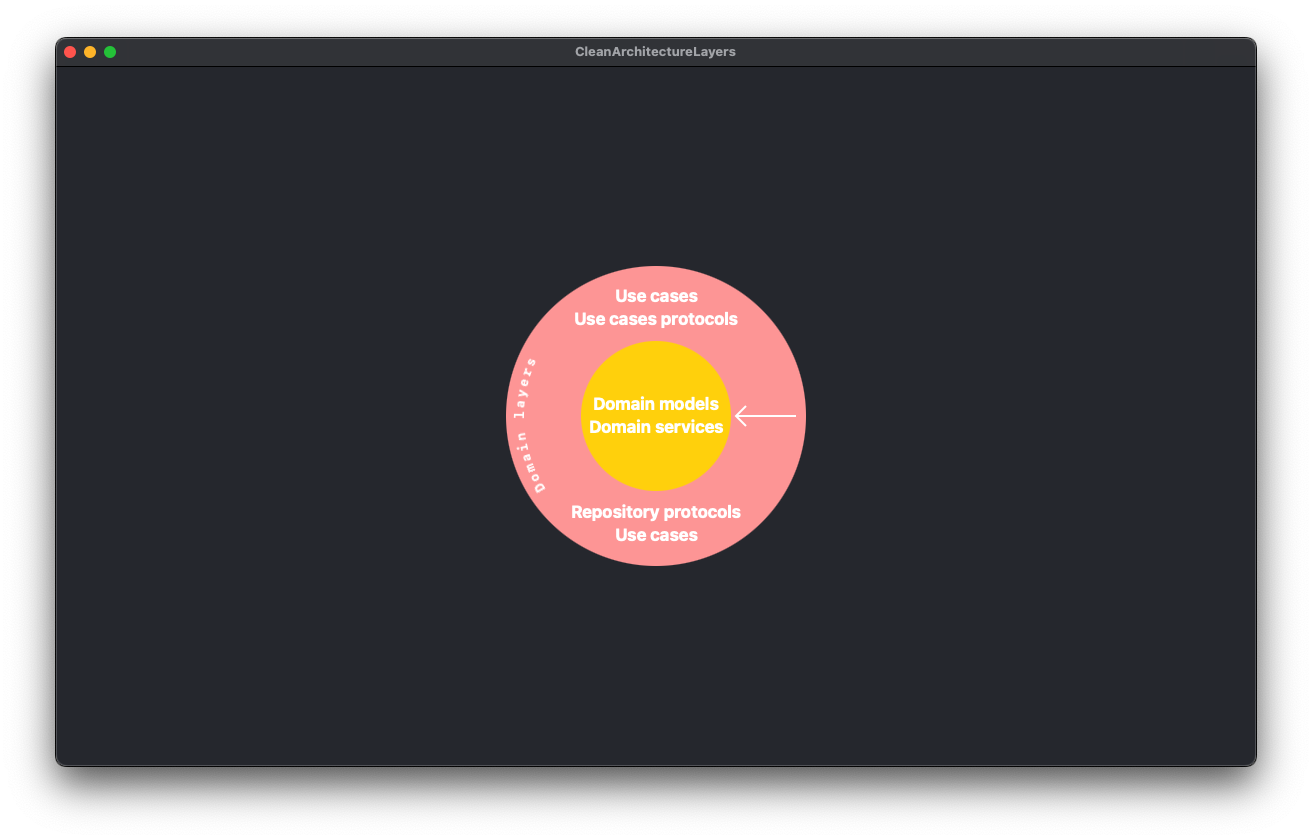 CleanArchitectureLayers
Use cases
Use cases protocols
Domain layers
Domain models
Domain services
Repository protocols
Use cases